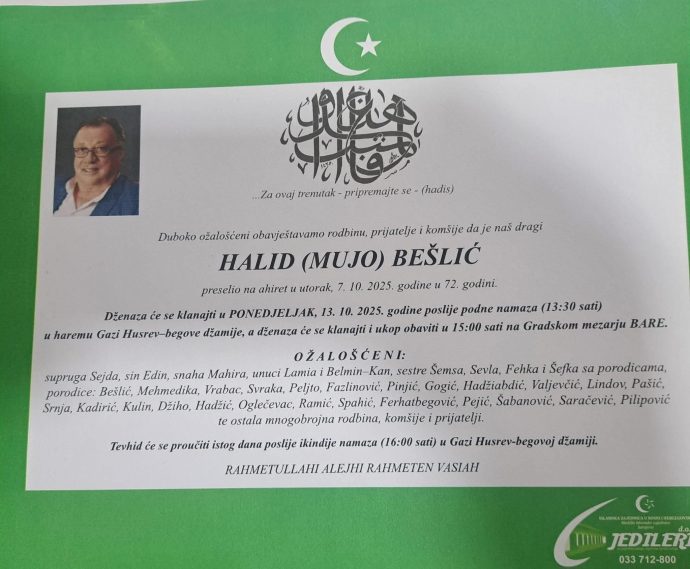 ...Za ovaj trenutak - pripremajte se - (hadis)
Duboko ožalošćeni obavještavamo rodbinu, prijatelje i komšije da je naš dragi
HALID (MUJO) BEŠLIĆ
preselio na ahiret u utorak, 7. 10. 2025. godine u 72. godini.
Dženaza će se klanjati u PONEDJELJAK, 13. 10. 2025. godine poslije podne namaza (13:30 sati)
u haremu Gazi Husrev–begove džamije, a dženaza će se klanjati i ukop obaviti u 15:00 sati na Gradskom mezarju BARE.
OŽALOŠĆENI:
supruga Sejda, sin Edin, snaha Mahira, unuci Lamia i Belmin–Kan, sestre Šemsa, Sevla, Fehka i Šefka sa porodicama,
porodice: Bešlić, Mehmedika, Vrabac, Svraka, Peljto, Fazlinović, Pinjić, Gogić, Hadžiabdić, Valjevčić, Lindov, Pašić,
Srnja, Kadirić, Kulin, Džiho, Hadžić, Oglečevac, Ramić, Spahić, Ferhatbegović, Pejić, Šabanović, Saračević, Pilipović
te ostala mnogobrojna rodbina, komšije i prijatelji.
Tevhid će se proučiti istog dana poslije ikindije namaza (16:00 sati) u Gazi Husrev-begovoj džamiji.
RAHMETULLAHI ALEJHI RAHMETEN VASIAH
JEDILERI
d.o.
033 712-800